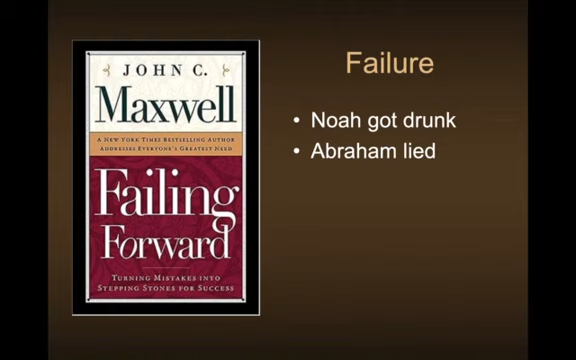 JOHN C.
Maxwell
A NEW YORK TIMES BESTSELLING AUTHOR
ADDRESSES EVERYONE'S GREATEST NEED
Failing
Forward
TURNING MISTAKES INTO
STEPPING STONES FOR SUCCESS
Failure
• Noah got drunk
• Abraham lied